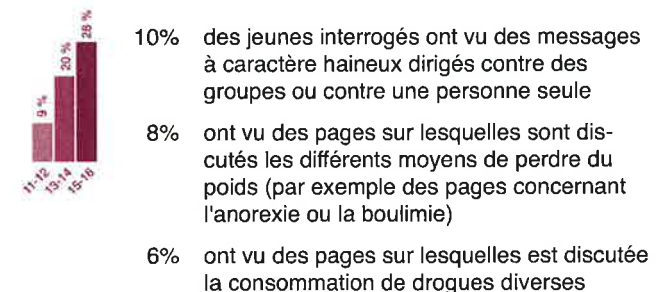 9 %
20 %
28 %
11-12
13-14
15-16
10% des jeunes interrogés ont vu des messages
à caractère haineux dirigés contre des
groupes ou contre une personne seule
8% ont vu des pages sur lesquelles sont dis-
cutés les différents moyens de perdre du
poids (par exemple des pages concernant
l'anorexie ou la boulimie)
6% ont vu des pages sur lesquelles est discutée
la consommation de drogues diverses